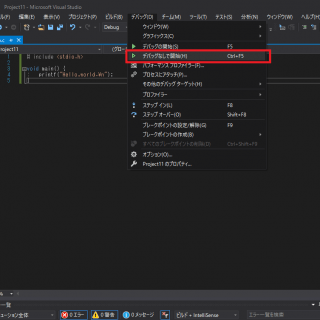 Project11 - Microsoft Visual Studio
ル(F) 編集(E) 表示(V) プロジェクト(P) ビルド(B) デバッグ(D) チーム(M) ツール(T) テスト(S) 分析(N) ウィンドウ(W) ヘルプ(H)
ウィンドウ(W)
グラフィックス(C)
Debug
デバッグの開始(S) F5
デバッグなしで開始(H) Ctrl+F5
パフォーマンス プロファイラー(F)...
プロセスにアタッチ(P)...
その他のデバッグ ターゲット(H)
プロファイラー
ステップ イン(L) F8
ステップ オーバー(O) Shift+F8
ブレークポイントの設定/解除(G) F9
ブレークポイントの作成(B)
すべてのブレークポイントの削除(D) Ctrl+Shift+F9
オプション(O)...
Project11 のプロパティ...
roject11
(グロー
1 # include <stdio.h>
2
3 void main() {
4 printf("Hello.world.¥n");
5 }
%
一覧
ューション全体
0 エラー
0 警告
0 メッセージ
ビルド + IntelliSense
エラー一覧を検索